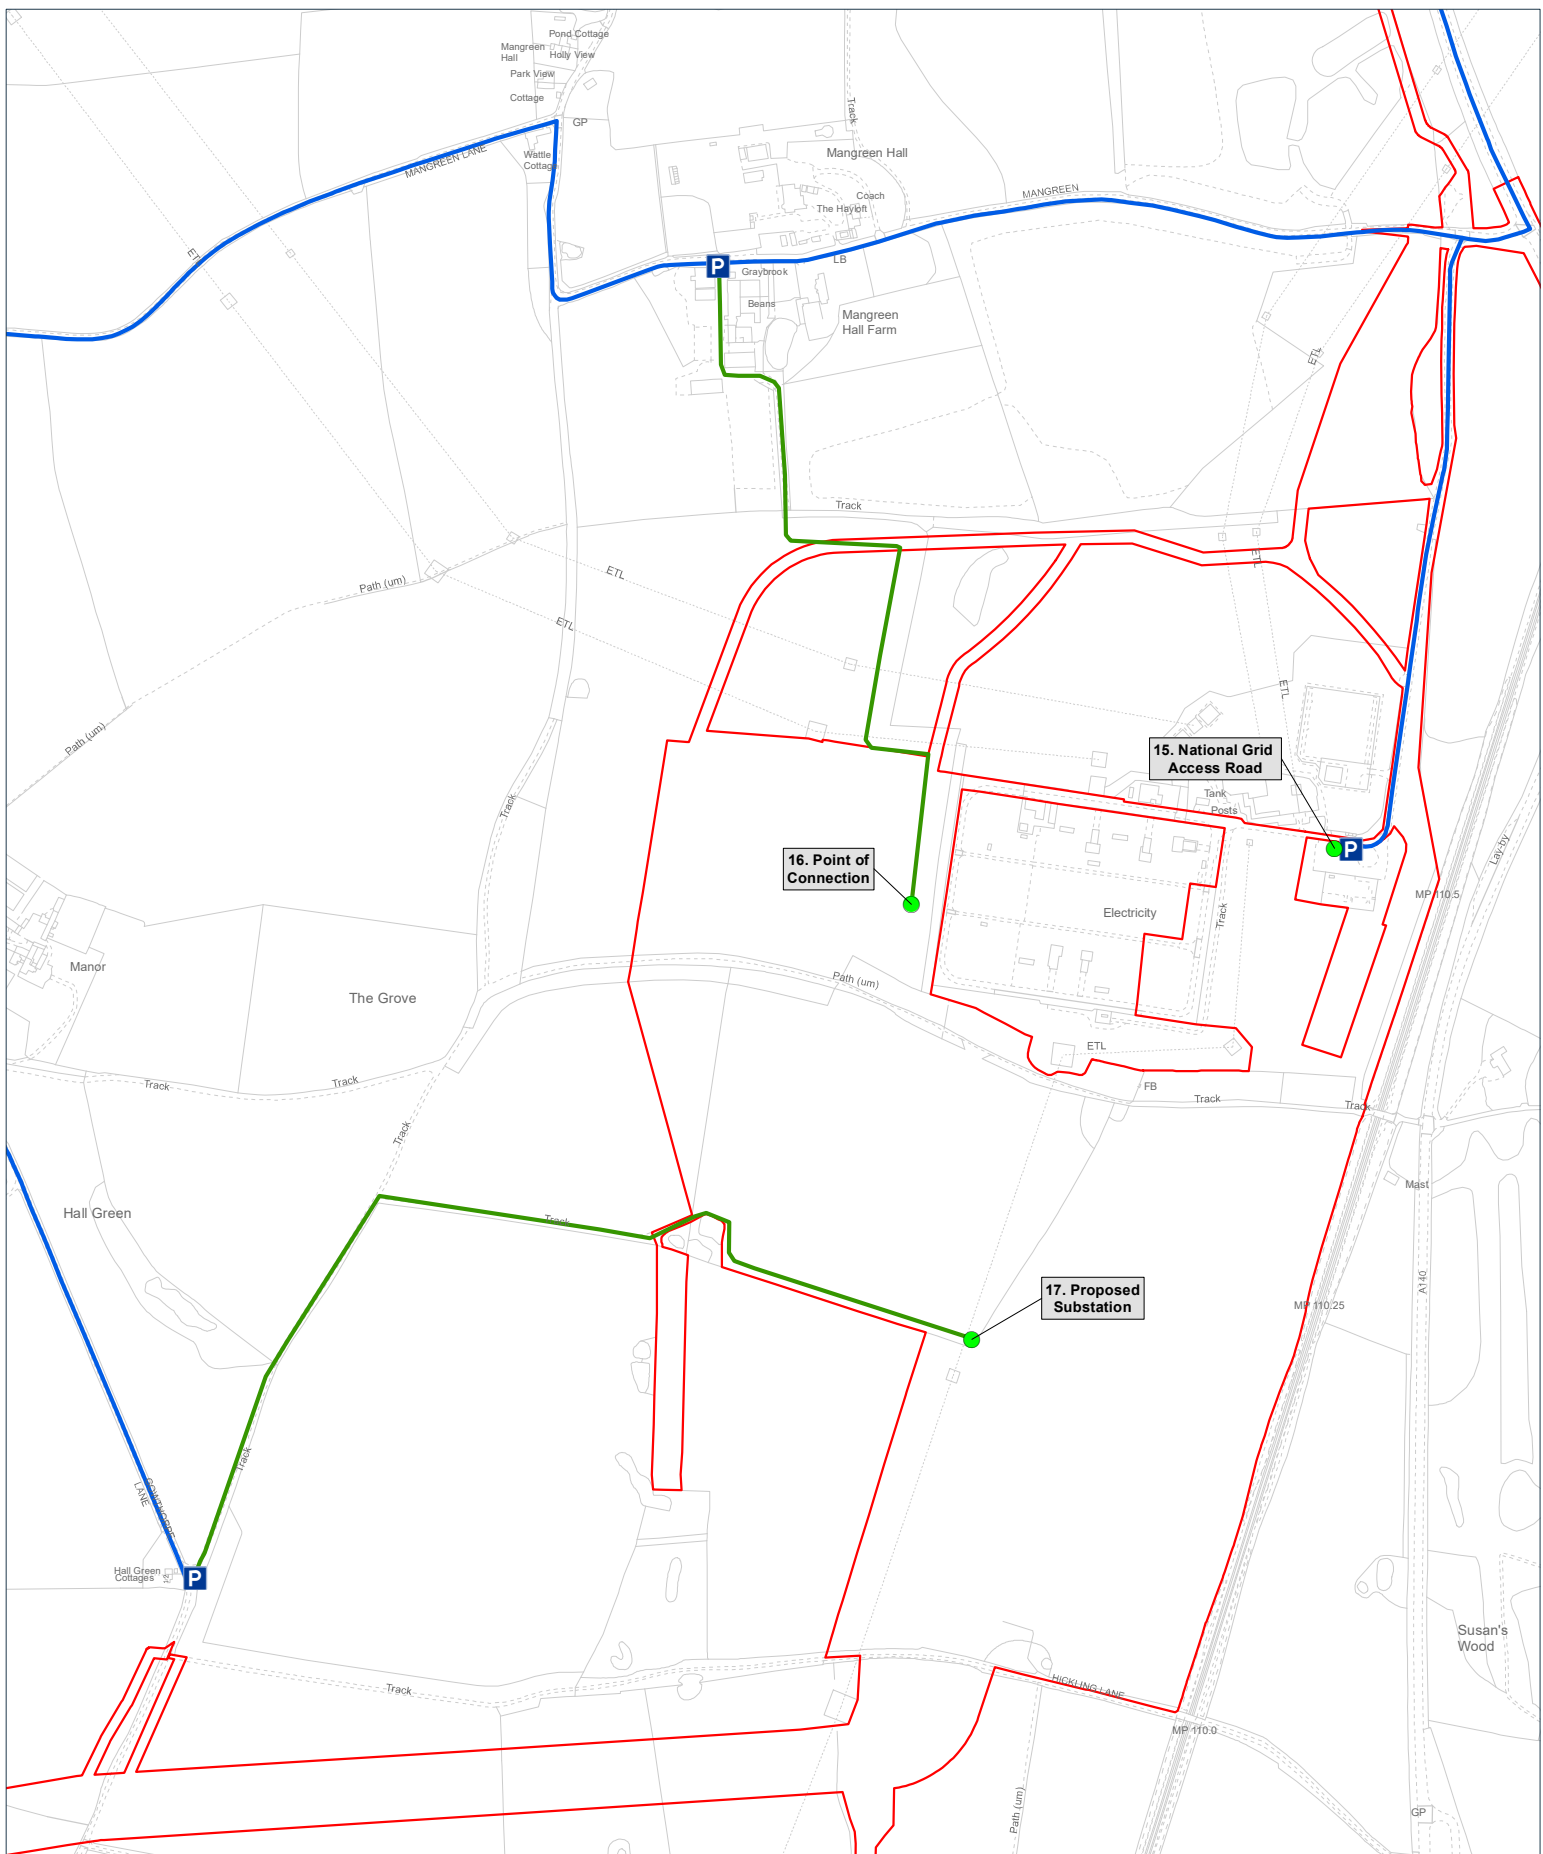 Pond Cottage
Mangreen
Hall
Holly View
Park View
Cottage
GP
Track
MANGREEN LANE
Wattle
Cottage
Mangreen Hall
Coach
The Hayloft
MANGREEN
P
LB
Graybrook
Beans
Mangreen
Hall Farm
ETL
Track
ETL
ETL
Path (um)
ETL
ETL
ETL
Path (um)
15. National Grid
Access Road
Tank
Posts
Track
P
Lay-by
16. Point of
Connection
MP 110.5
Electricity
Track
Manor
The Grove
Path (um)
ETL
FB
Track
Track
Track
Track
Track
Mast
Hall Green
Track
A140
17. Proposed
Substation
MP 110.25
Track
GOWTHORPE
LANE
Hall Green
Cottages
P
Susan's
Wood
Track
HICKLING LANE
MP 110.0
Path (um)
GP